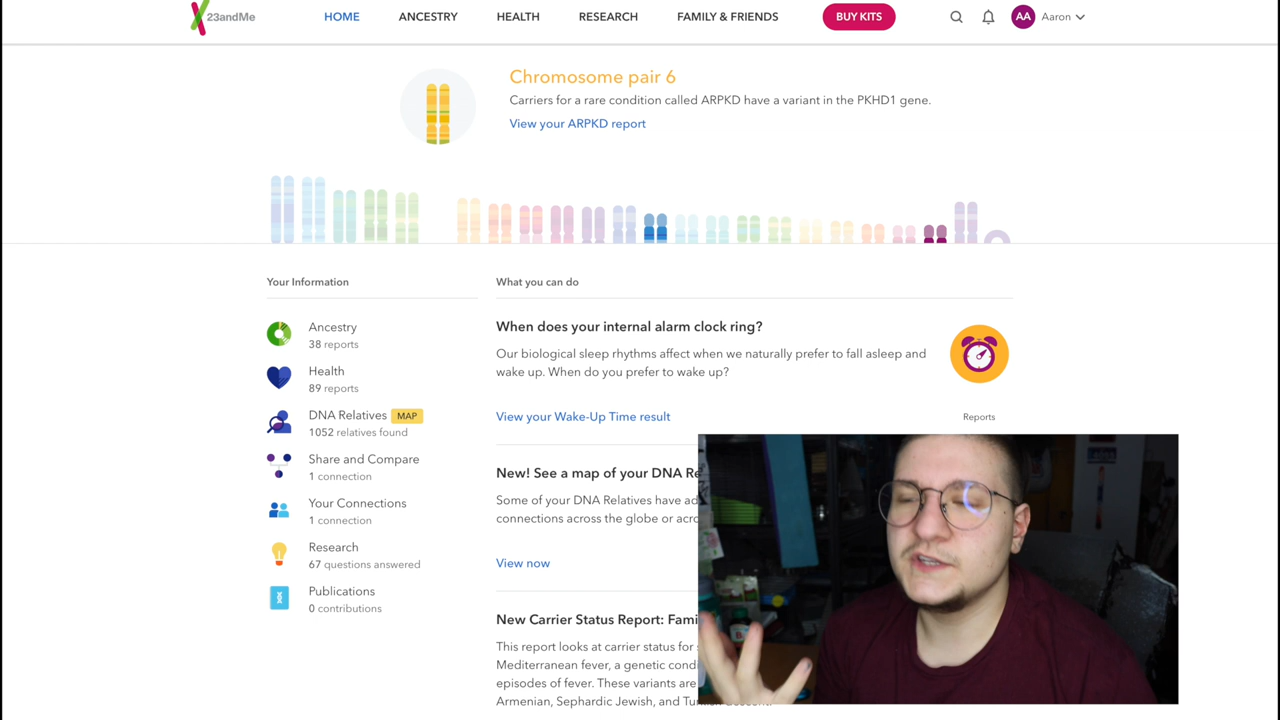 23andMe
HOME ANCESTRY HEALTH RESEARCH FAMILY & FRIENDS BUY KITS AA Aaron
Chromosome pair 6
Carriers for a rare condition called ARPKD have a variant in the PKHD1 gene.
View your ARPKD report
Your Information
Ancestry
38 reports
Health
89 reports
DNA Relatives MAP
1052 relatives found
Share and Compare
1 connection
Your Connections
1 connection
Research
67 questions answered
Publications
0 contributions
What you can do
When does your internal alarm clock ring?
Our biological sleep rhythms affect when we naturally prefer to fall asleep and
wake up. When do you prefer to wake up?
View your Wake-Up Time result
Reports
New! See a map of your DNA Re
Some of your DNA Relatives have ad
connections across the globe or acro
View now
New Carrier Status Report: Fami
This report looks at carrier status for
Mediterranean fever, a genetic cond
episodes of fever. These variants are
Armenian, Sephardic Jewish, and